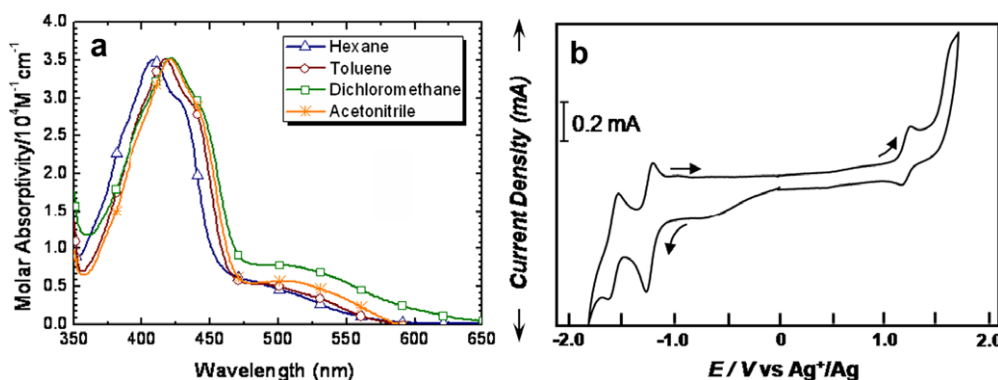 a
Hexane
Toluene
Dichloromethane
Acetonitrile
Molar Absorptivity/10⁴M⁻¹cm⁻¹
4.0
3.5
3.0
2.5
2.0
1.5
1.0
0.5
0.0
350 400 450 500 550 600 650
Wavelength (nm)
b
Current Density (mA)
0.2 mA
-2.0 -1.0 0.0 1.0 2.0
E / V vs Ag⁺/Ag